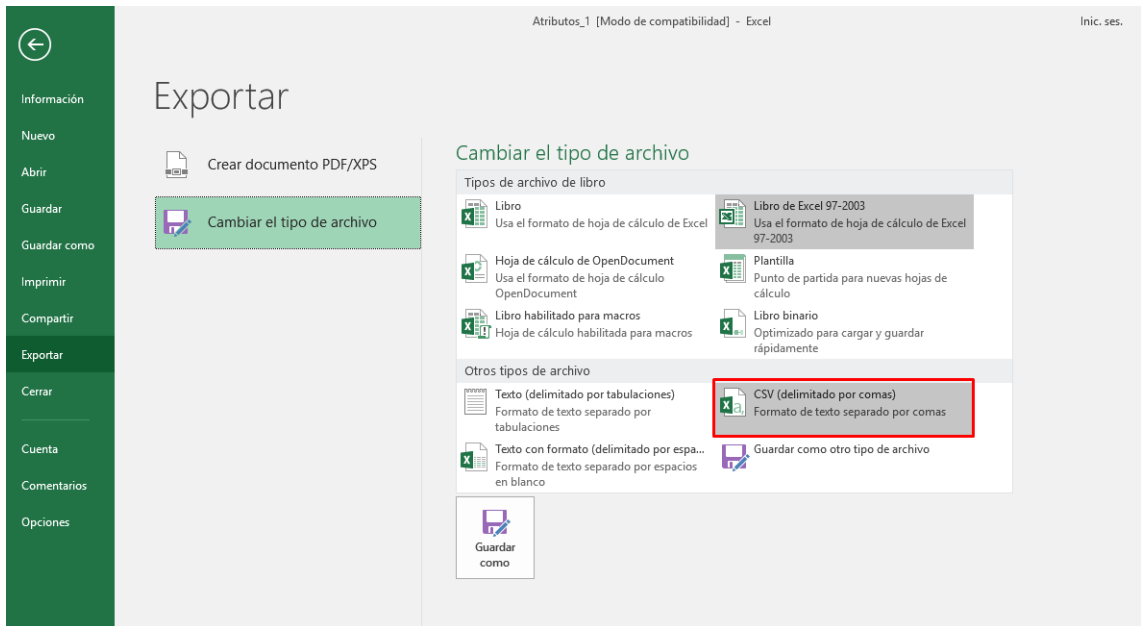 Atributos_1 [Modo de compatibilidad] - Excel
Inic. ses.
Información
Nuevo
Abrir
Guardar
Guardar como
Imprimir
Compartir
Exportar
Cerrar
Cuenta
Comentarios
Opciones
Exportar
Crear documento PDF/XPS
Cambiar el tipo de archivo
Cambiar el tipo de archivo
Tipos de archivo de libro
Libro
Usa el formato de hoja de cálculo de Excel
Libro de Excel 97-2003
Usa el formato de hoja de cálculo de Excel
97-2003
Hoja de cálculo de OpenDocument
Usa el formato de hoja de cálculo
OpenDocument
Plantilla
Punto de partida para nuevas hojas de
cálculo
Libro habilitado para macros
Hoja de cálculo habilitada para macros
Libro binario
Optimizado para cargar y guardar
rápidamente
Otros tipos de archivo
Texto (delimitado por tabulaciones)
Formato de texto separado por
tabulaciones
CSV (delimitado por comas)
Formato de texto separado por comas
Texto con formato (delimitado por espa...
Formato de texto separado por espacios
en blanco
Guardar como otro tipo de archivo
Guardar
como